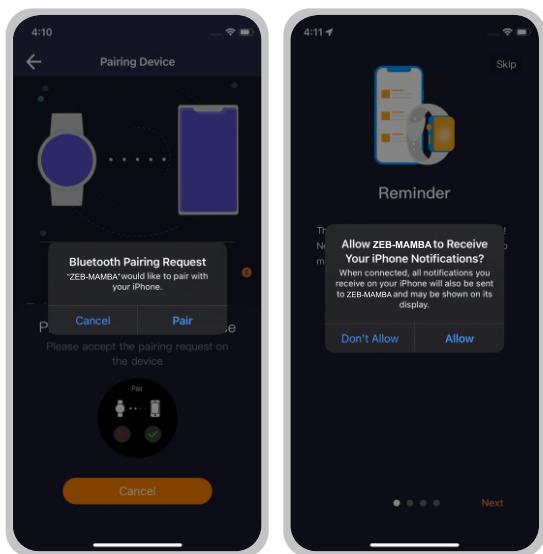 4:10
Pairing Device
Bluetooth Pairing Request
"ZEB-MAMBA"would like to pair with
your iPhone.
Cancel
Pair
P
se
Please accept the pairing request on
the device
Pair
Cancel
4:11
Skip
Reminder
Th
!
Allow ZEB-MAMBA to Receive
Your iPhone Notifications?
When connected, all notifications you
receive on your iPhone will also be sent
to ZEB-MAMBA and may be shown on its
display.
Don't Allow
Allow
Next